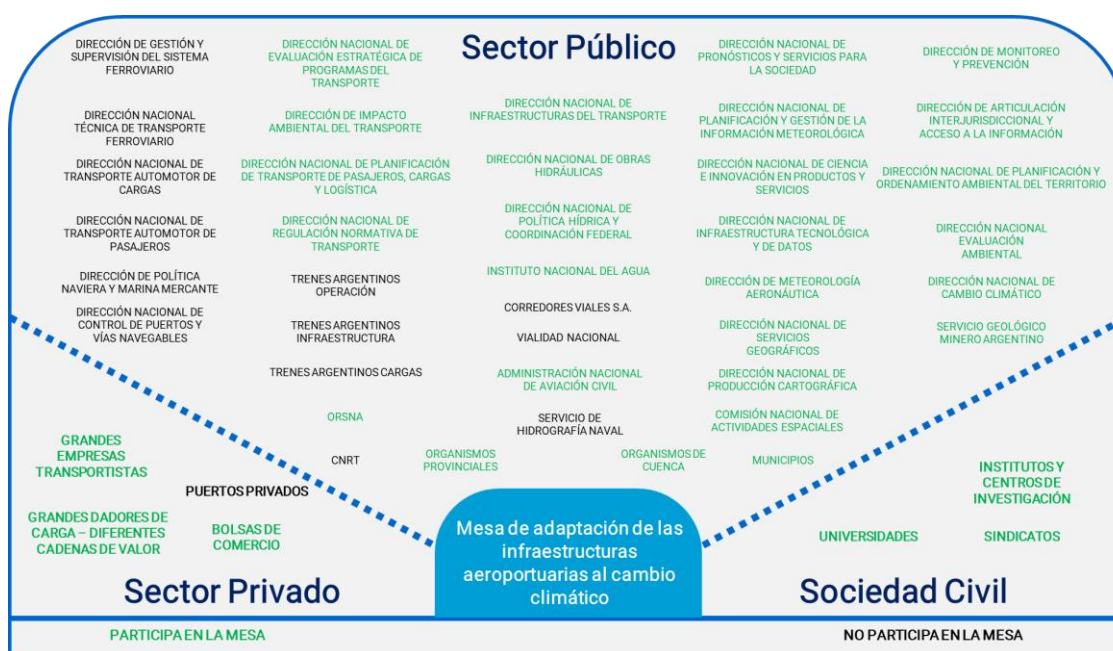 Sector Público
DIRECCIÓN DE GESTIÓN Y
SUPERVISIÓN DEL SISTEMA
FERROVIARIO
DIRECCIÓN NACIONAL
TÉCNICA DE TRANSPORTE
FERROVIARIO
DIRECCIÓN NACIONAL DE
TRANSPORTE AUTOMOTOR DE
CARGAS
DIRECCIÓN NACIONAL DE
TRANSPORTE AUTOMOTOR DE
PASAJEROS
DIRECCIÓN DE POLÍTICA
NAVIERA Y MARINA MERCANTE
DIRECCIÓN NACIONAL DE
CONTROL DE PUERTOS Y
VÍAS NAVEGABLES
DIRECCIÓN NACIONAL DE
EVALUACIÓN ESTRATÉGICA DE
PROGRAMAS DEL
TRANSPORTE
DIRECCIÓN DE IMPACTO
AMBIENTAL DEL TRANSPORTE
DIRECCIÓN NACIONAL DE PLANIFICACIÓN
DE TRANSPORTE DE PASAJEROS, CARGAS
Y LOGÍSTICA
DIRECCIÓN NACIONAL DE
REGULACIÓN NORMATIVA DE
TRANSPORTE
TRENES ARGENTINOS
OPERACIÓN
TRENES ARGENTINOS
INFRAESTRUCTURA
TRENES ARGENTINOS CARGAS
ORSNA
CNRT
DIRECCIÓN NACIONAL DE
INFRAESTRUCTURAS DEL TRANSPORTE
DIRECCIÓN NACIONAL DE OBRAS
HIDRÁULICAS
DIRECCIÓN NACIONAL DE
POLÍTICA HÍDRICA Y
COORDINACIÓN FEDERAL
INSTITUTO NACIONAL DEL AGUA
CORREDORES VIALES S.A.
VIALIDAD NACIONAL
ADMINISTRACIÓN NACIONAL
DE AVIACIÓN CIVIL
SERVICIO DE
HIDROGRAFÍA NAVAL
ORGANISMOS
PROVINCIALES
ORGANISMOS DE
CUENCA
DIRECCIÓN NACIONAL DE
PRONÓSTICOS Y SERVICIOS PARA
LA SOCIEDAD
DIRECCIÓN NACIONAL DE
PLANIFICACIÓN Y GESTIÓN DE LA
INFORMACIÓN METEOROLÓGICA
DIRECCIÓN NACIONAL DE CIENCIA
E INNOVACIÓN EN PRODUCTOS Y
SERVICIOS
DIRECCIÓN NACIONAL DE
INFRAESTRUCTURA TECNOLÓGICA
Y DE DATOS
DIRECCIÓN DE METEOROLOGÍA
AERONÁUTICA
DIRECCIÓN NACIONAL DE
SERVICIOS
GEOGRÁFICOS
DIRECCIÓN NACIONAL DE
PRODUCCIÓN CARTOGRÁFICA
COMISIÓN NACIONAL DE
ACTIVIDADES ESPACIALES
MUNICIPIOS
DIRECCIÓN DE MONITOREO
Y PREVENCIÓN
DIRECCIÓN DE ARTICULACIÓN
INTERJURISDICCIONAL Y
ACCESO A LA INFORMACIÓN
DIRECCIÓN NACIONAL DE PLANIFICACIÓN Y
ORDENAMIENTO AMBIENTAL DEL TERRITORIO
DIRECCIÓN NACIONAL
EVALUACIÓN
AMBIENTAL
DIRECCIÓN NACIONAL DE
CAMBIO CLIMÁTICO
SERVICIO GEOLÓGICO
MINERO ARGENTINO
GRANDES
EMPRESAS
TRANSPORTISTAS
PUERTOS PRIVADOS
GRANDES DADORES DE
CARGA – DIFERENTES
CADENAS DE VALOR
BOLSAS DE
COMERCIO
Sector Privado
Mesa de adaptación de las
infraestructuras
aeroportuarias al cambio
climático
INSTITUTOS Y
CENTROS DE
INVESTIGACIÓN
UNIVERSIDADES
SINDICATOS
Sociedad Civil
PARTICIPA EN LA MESA
NO PARTICIPA EN LA MESA